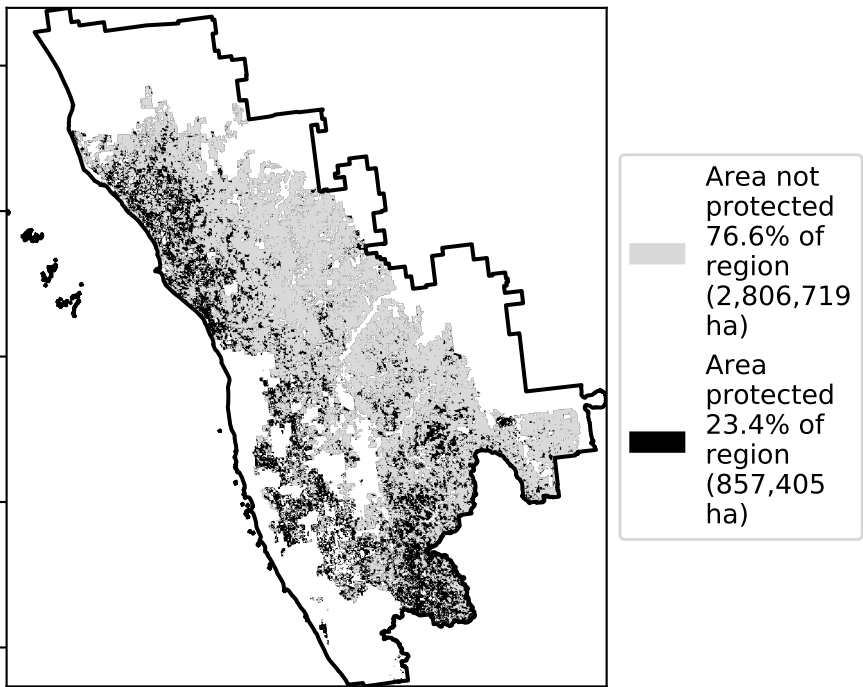 Area not
protected
76.6% of
region
(2,806,719
ha)
Area
protected
23.4% of
region
(857,405
ha)